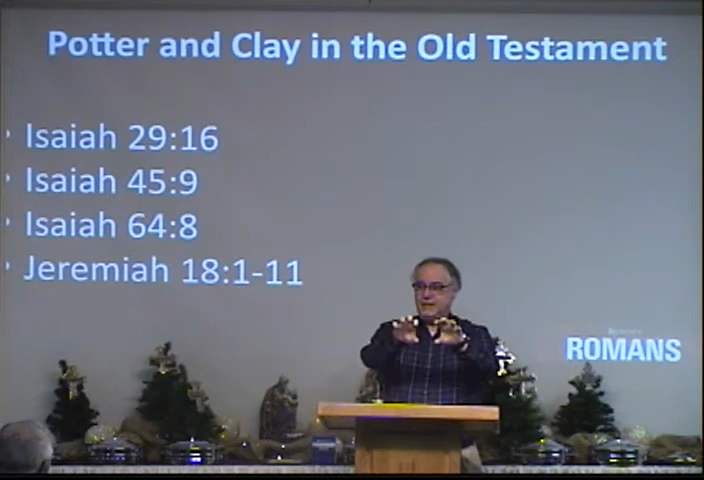 Potter and Clay in the Old Testament
• Isaiah 29:16
• Isaiah 45:9
• Isaiah 64:8
• Jeremiah 18:1-11
ROMANS